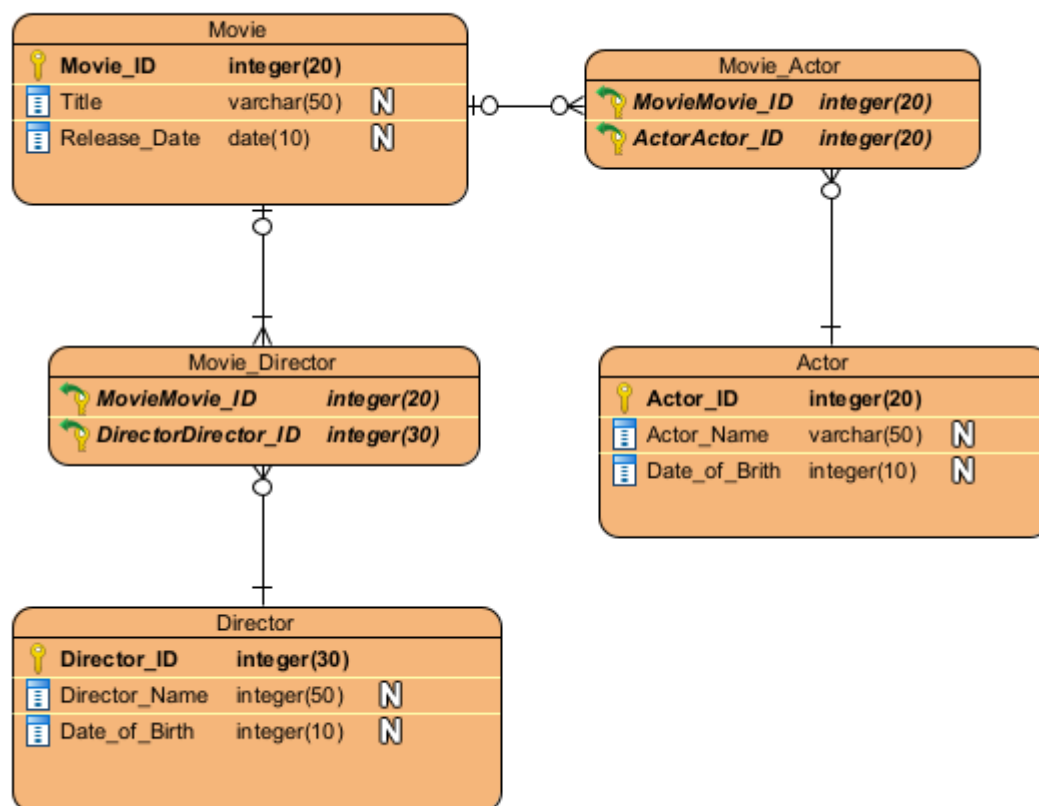 Movie
Movie_ID integer(20)
Title varchar(50) N
Release_Date date(10) N
Movie_Actor
MovieMovie_ID integer(20)
ActorActor_ID integer(20)
Movie_Director
MovieMovie_ID integer(20)
DirectorDirector_ID integer(30)
Actor
Actor_ID integer(20)
Actor_Name varchar(50) N
Date_of_Brith integer(10) N
Director
Director_ID integer(30)
Director_Name integer(50) N
Date_of_Birth integer(10) N